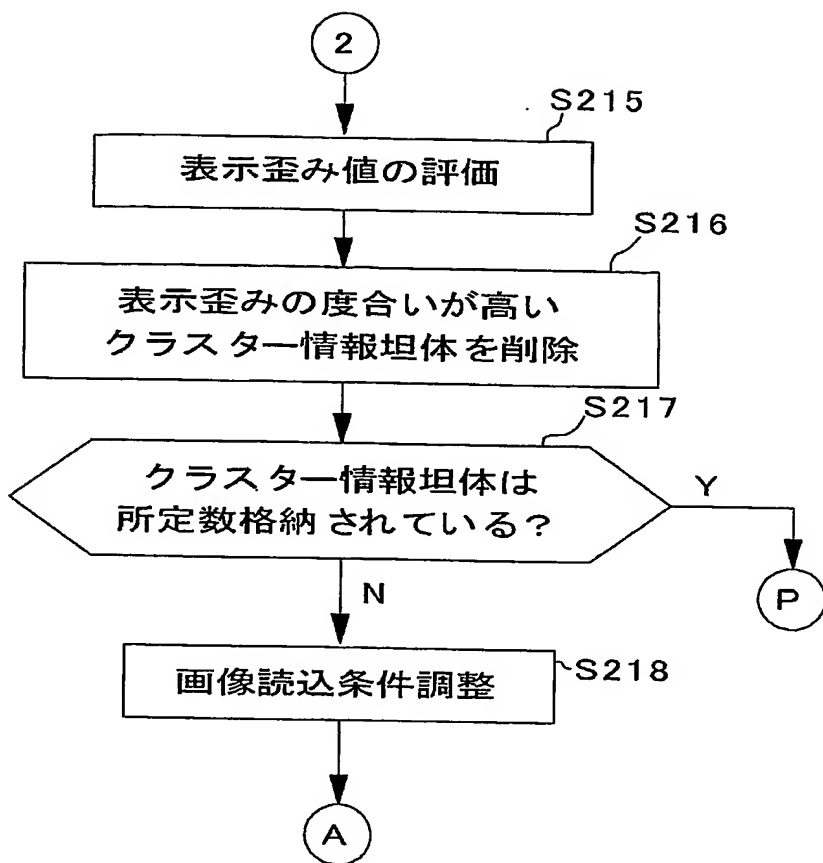 2
S215
表示歪み値の評価
S216
表示歪みの度合いが高い
クラスター情報坦体を削除
S217
クラスター情報坦体は
所定数格納されている?
Y
P
N
S218
画像読込条件調整
A